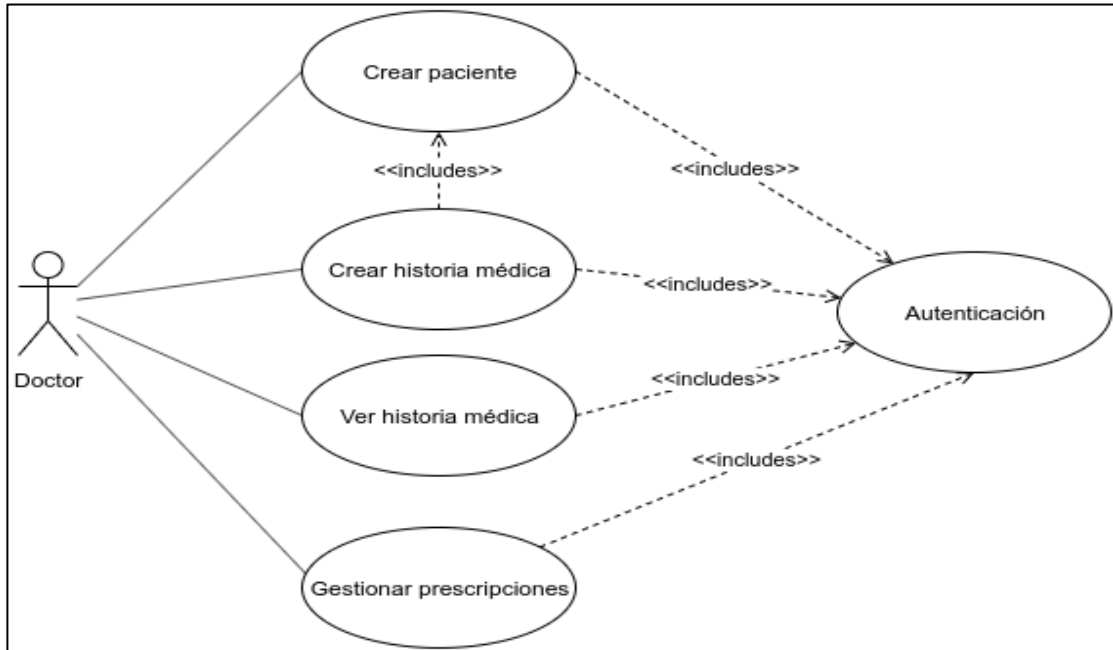 Crear paciente
<<includes>>
<<includes>>
Crear historia médica
<<includes>>
Autenticación
Doctor
<<includes>>
Ver historia médica
<<includes>>
Gestionar prescripciones